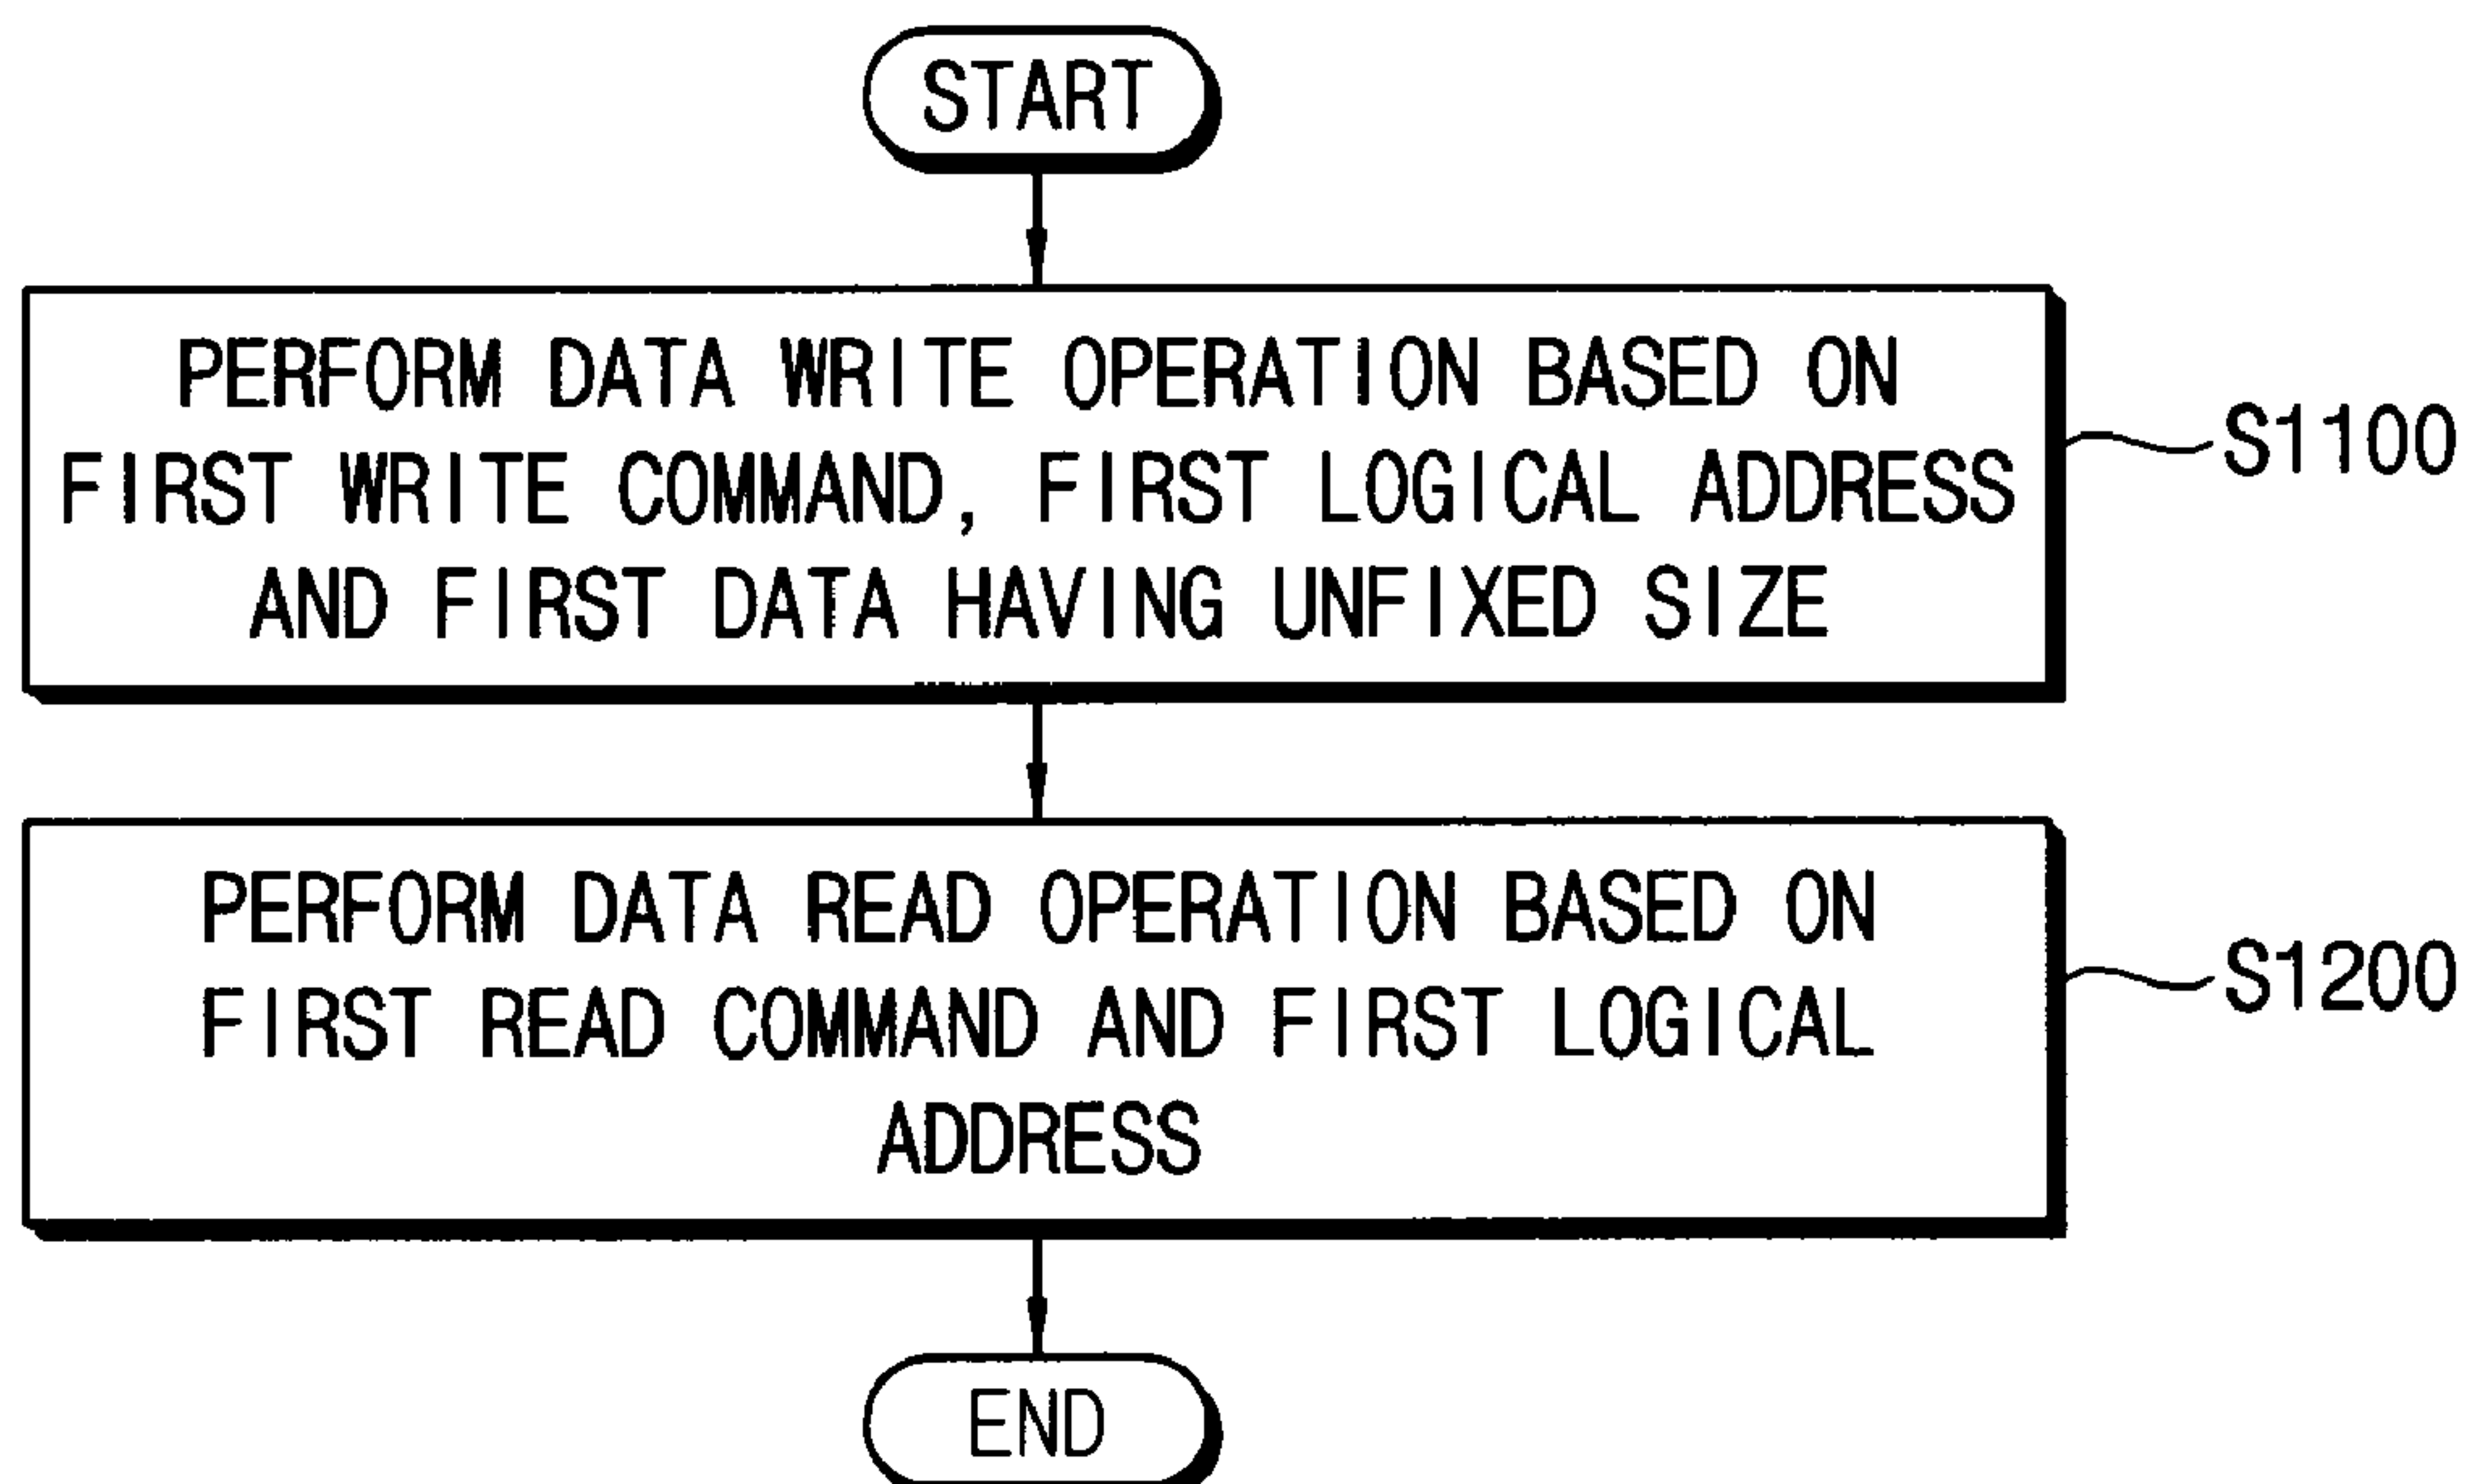 START
PERFORM DATA WRITE OPERATION BASED ON
FIRST WRITE COMMAND, FIRST LOGICAL ADDRESS
AND FIRST DATA HAVING UNFIXED SIZE
S1100
PERFORM DATA READ OPERATION BASED ON
FIRST READ COMMAND AND FIRST LOGICAL
ADDRESS
S1200
END